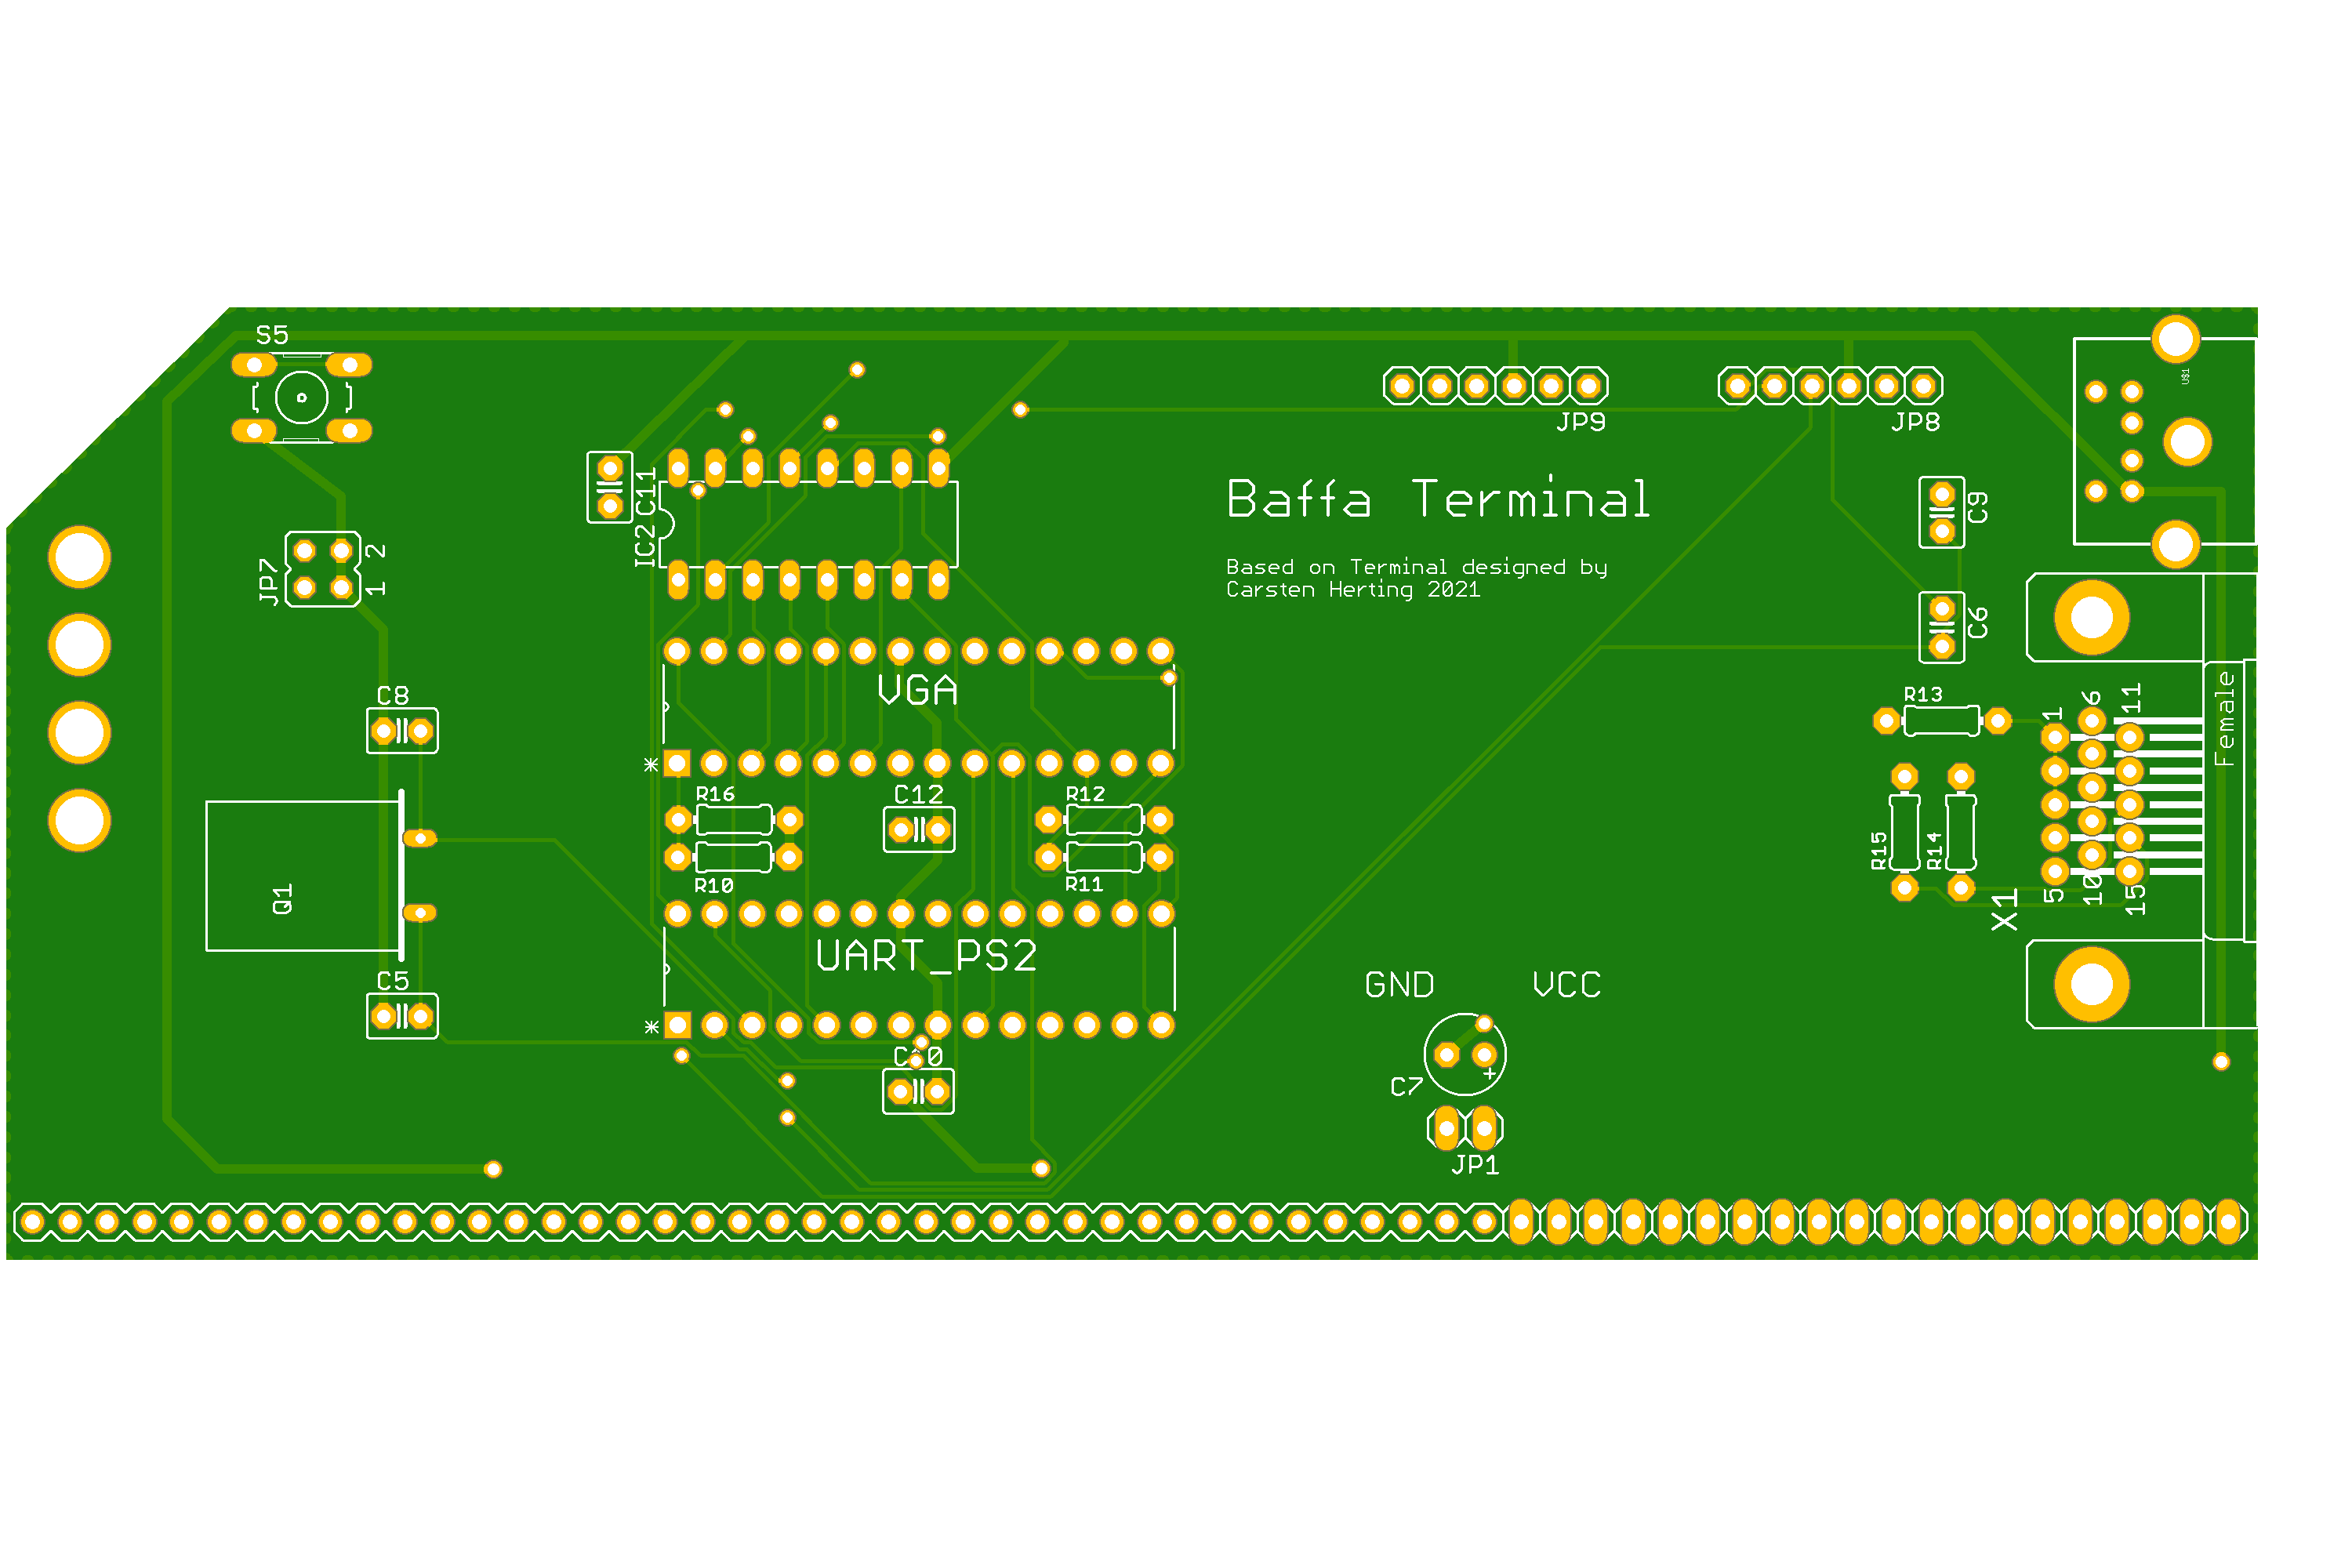 S5
JP9
JP8
U$1
C11
IC2
Baffa Terminal
Based on Terminal designed by
Carsten Herting 2021
C9
C6
JP7
2
1
VGA
C8
R13
1
6
11
Female
*
R16
C12
R12
R15
R14
Q1
R10
R11
5
10
15
X1
UART_PS2
C5
GND
VCC
*
C7
+
JP1